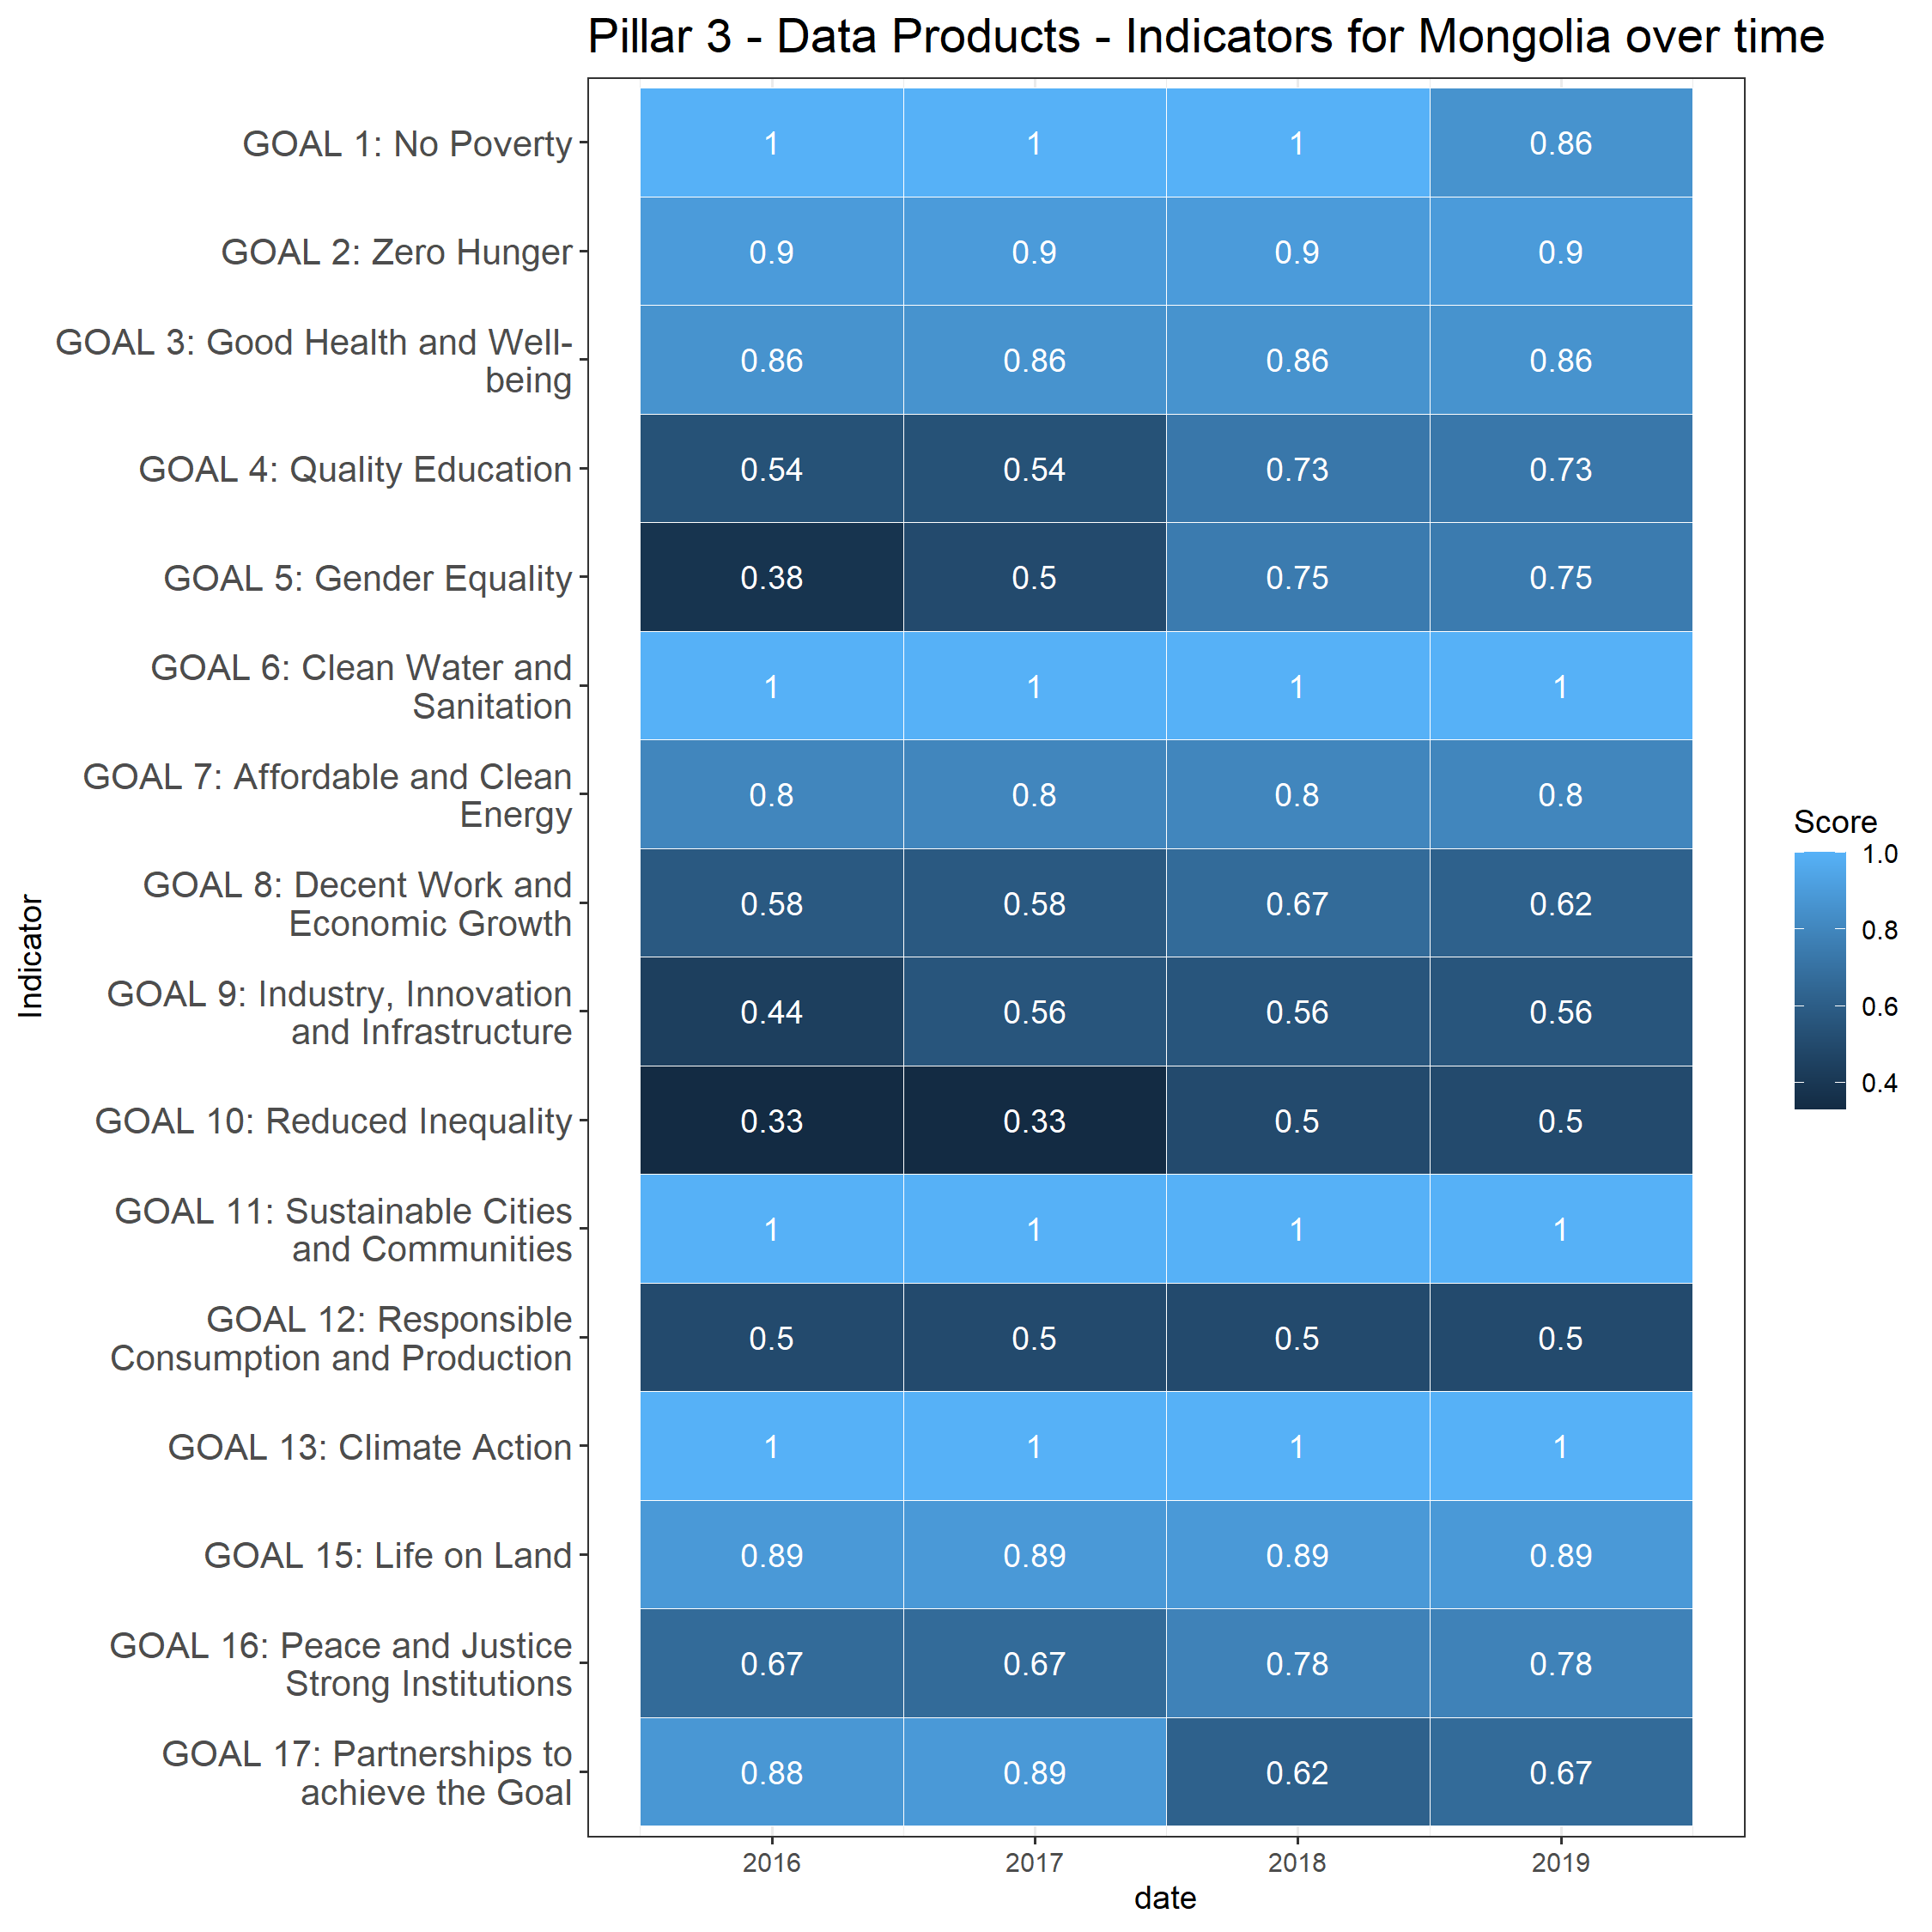 Pillar 3 - Data Products - Indicators for Mongolia over time
GOAL 1: No Poverty
1 1 1 0.86
GOAL 2: Zero Hunger
0.9 0.9 0.9 0.9
GOAL 3: Good Health and Well-
being
0.86 0.86 0.86 0.86
GOAL 4: Quality Education
0.54 0.54 0.73 0.73
GOAL 5: Gender Equality
0.38 0.5 0.75 0.75
GOAL 6: Clean Water and
Sanitation
1 1 1 1
GOAL 7: Affordable and Clean
Energy
0.8 0.8 0.8 0.8
GOAL 8: Decent Work and
Economic Growth
0.58 0.58 0.67 0.62
GOAL 9: Industry, Innovation
and Infrastructure
0.44 0.56 0.56 0.56
GOAL 10: Reduced Inequality
0.33 0.33 0.5 0.5
GOAL 11: Sustainable Cities
and Communities
1 1 1 1
GOAL 12: Responsible
Consumption and Production
0.5 0.5 0.5 0.5
GOAL 13: Climate Action
1 1 1 1
GOAL 15: Life on Land
0.89 0.89 0.89 0.89
GOAL 16: Peace and Justice
Strong Institutions
0.67 0.67 0.78 0.78
GOAL 17: Partnerships to
achieve the Goal
0.88 0.89 0.62 0.67
2016 2017 2018 2019
date
Indicator
Score
1.0
0.8
0.6
0.4